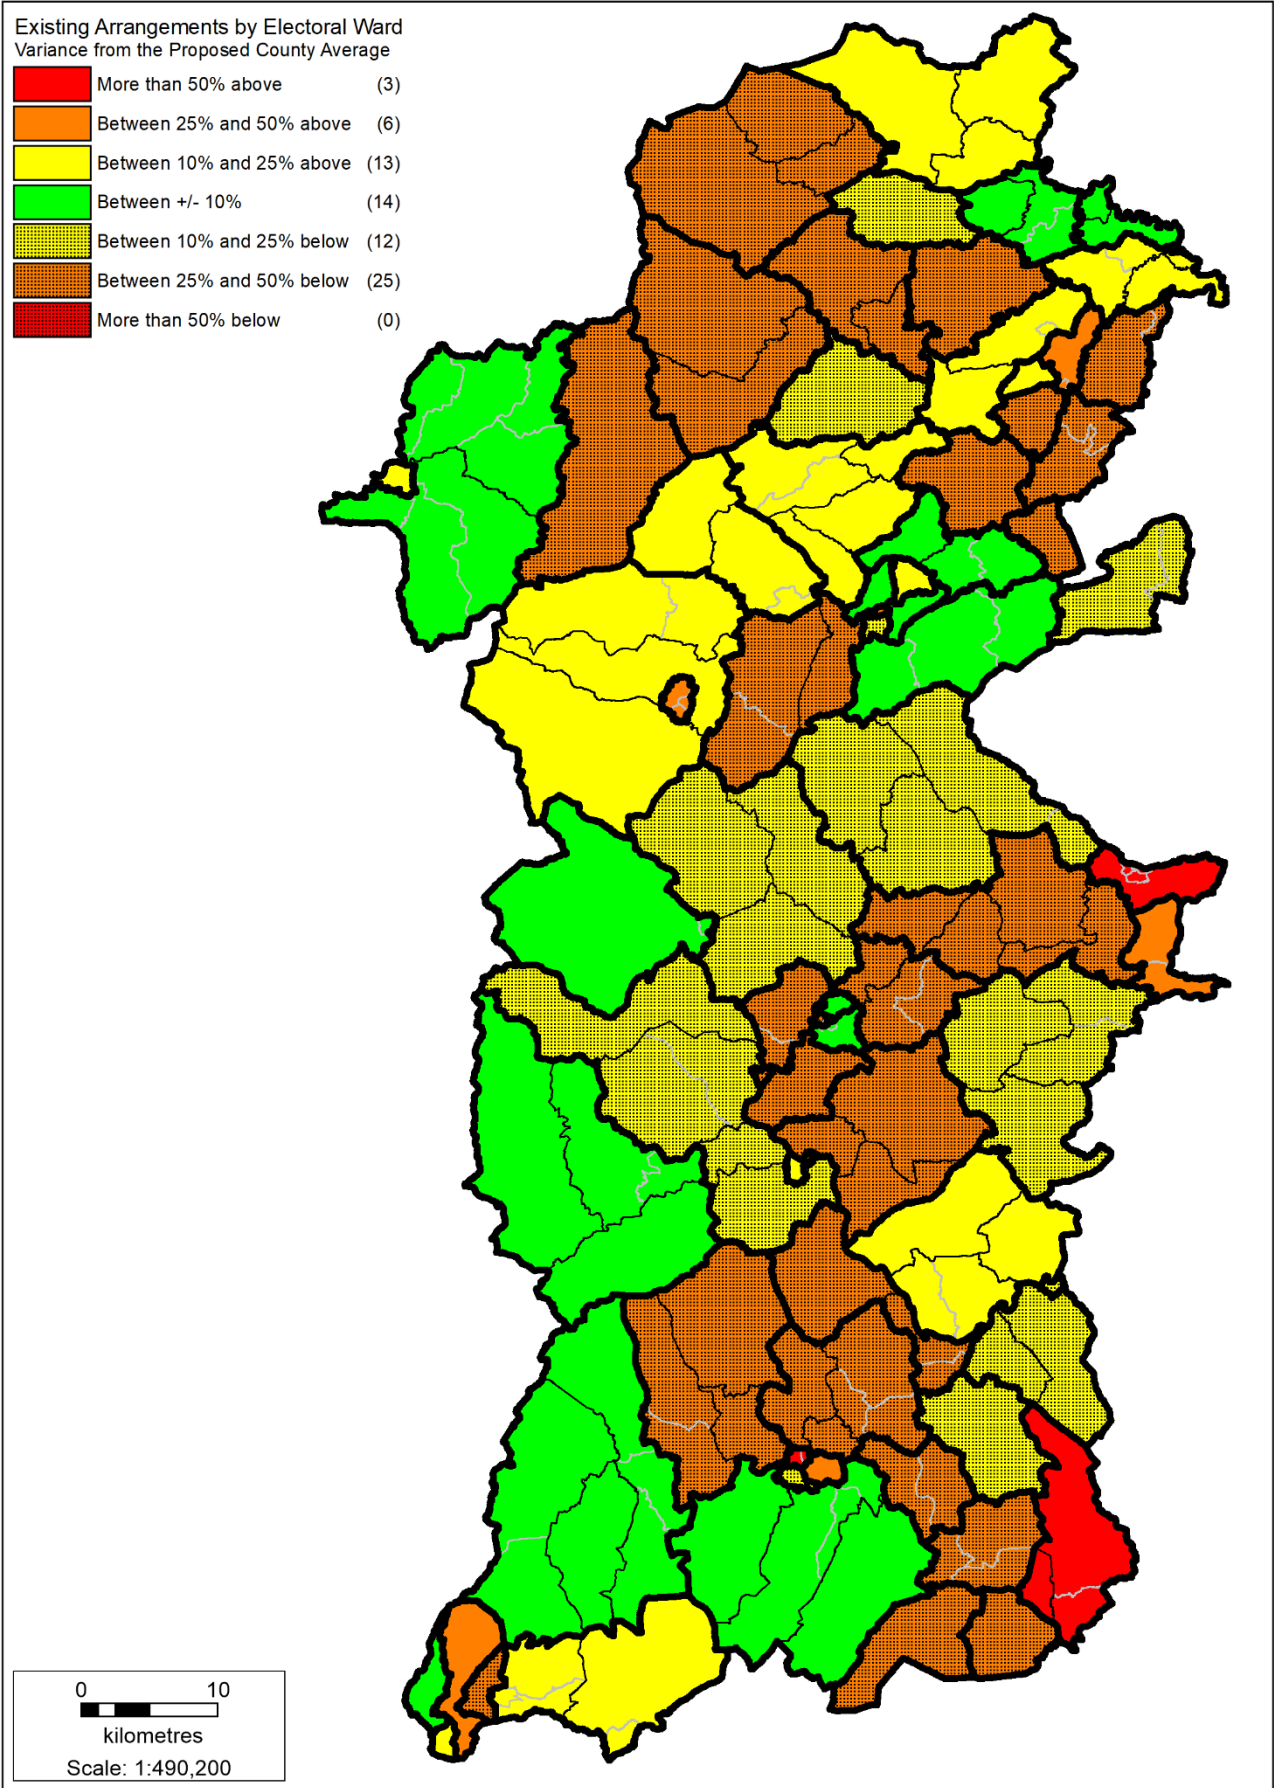 Existing Arrangements by Electoral Ward
Variance from the Proposed County Average
More than 50% above (3)
Between 25% and 50% above (6)
Between 10% and 25% above (13)
Between +/- 10% (14)
Between 10% and 25% below (12)
Between 25% and 50% below (25)
More than 50% below (0)
0 10
kilometres
Scale: 1:490,200